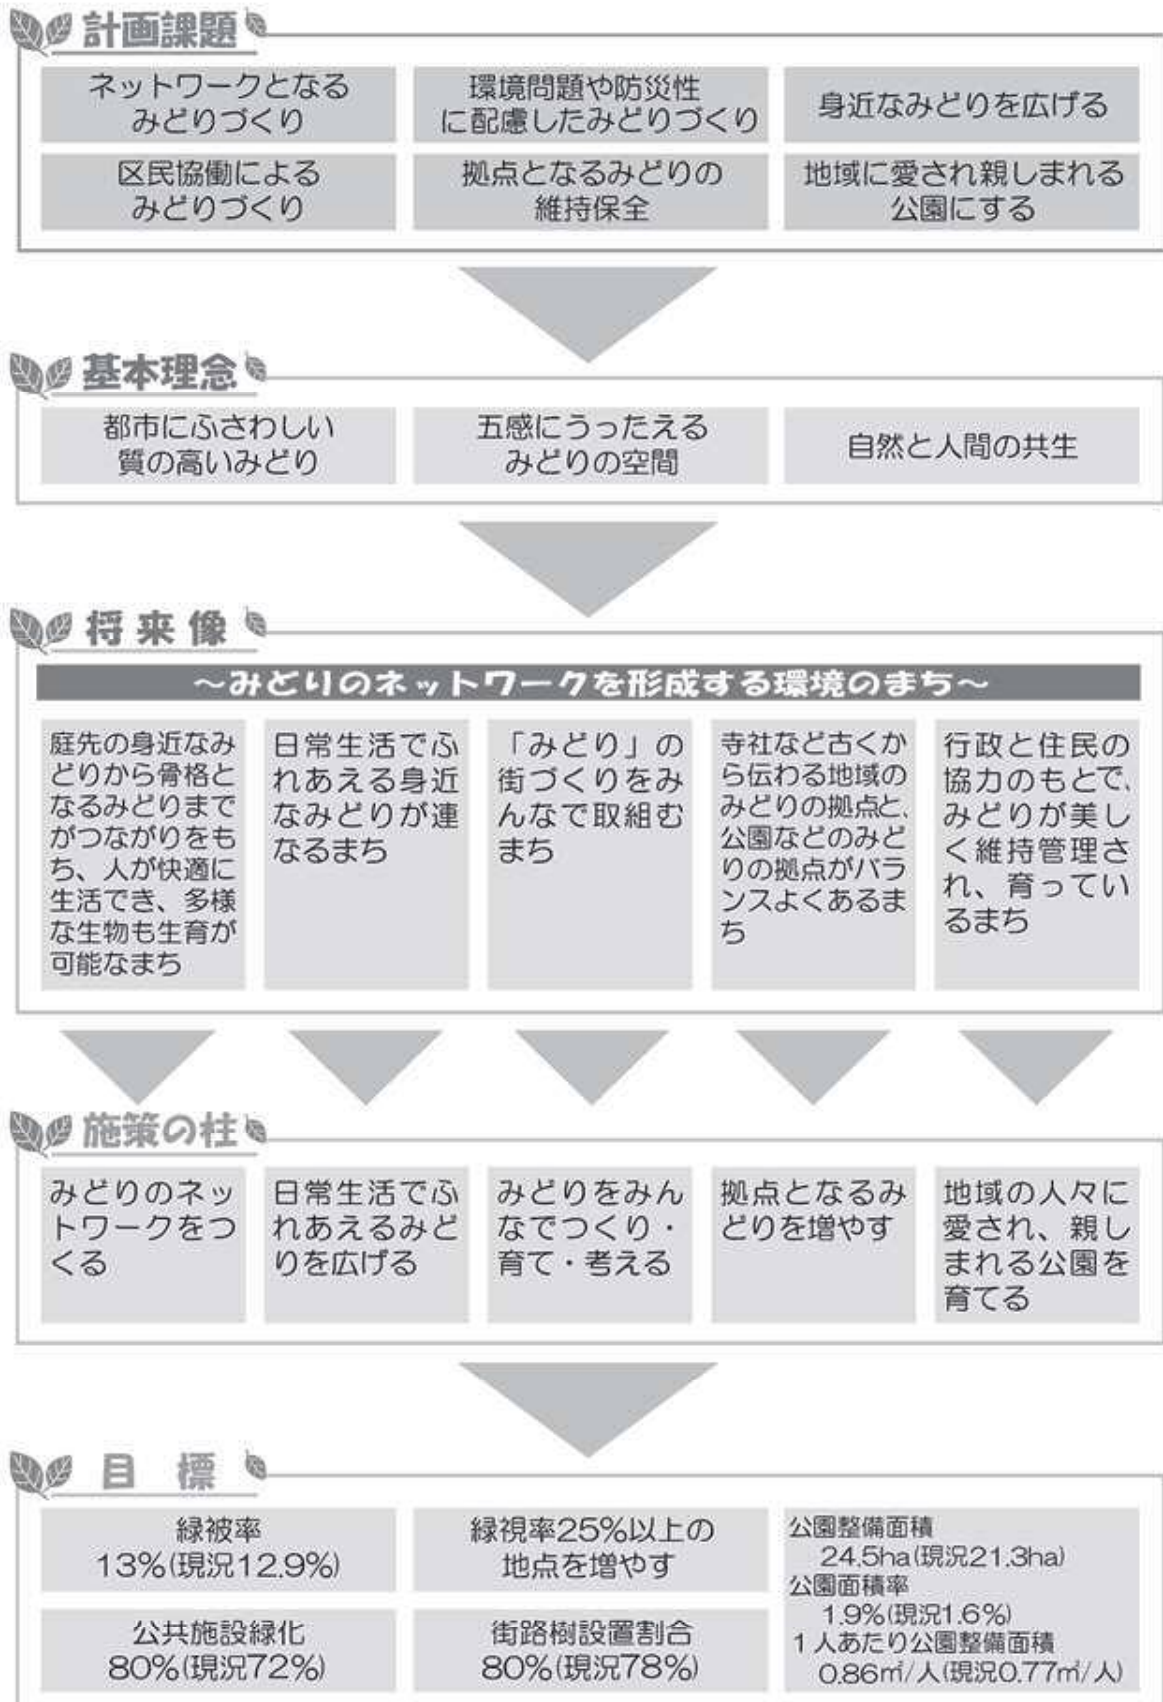 計画課題
ネットワークとなる
みどりづくり
環境問題や防災性
に配慮したみどりづくり
身近なみどりを広げる
区民協働による
みどりづくり
拠点となるみどりの
維持保全
地域に愛され親しまれる
公園にする
基本理念
都市にふさわしい
質の高いみどり
五感にうったえる
みどりの空間
自然と人間の共生
将来像
～みどりのネットワークを形成する環境のまち～
庭先の身近なみ
どりから骨格と
なるみどりまで
がつながりをも
ち、人が快適に
生活でき、多様
な生物も生育が
可能なまち
日常生活でふ
れあえる身近
なみどりが連
なるまち
「みどり」の
街づくりをみ
んなで取組む
まち
寺社など古くか
ら伝わる地域の
みどりの拠点と、
公園などのみど
りの拠点がバラ
ンスよくあるま
ち
行政と住民の
協力のもとで、
みどりが美し
く維持管理さ
れ、育ってい
るまち
施策の柱
みどりのネッ
トワークをつ
くる
日常生活でふ
れあえるみど
りを広げる
みどりをみん
なでつくり・
育て・考える
拠点となるみ
どりを増やす
地域の人々に
愛され、親し
まれる公園を
育てる
目標
緑被率
13%(現況12.9%)
緑視率25%以上の
地点を増やす
公共施設緑化
80%(現況72%)
街路樹設置割合
80%(現況78%)
公園整備面積
24.5ha(現況21.3ha)
公園面積率
1.9%(現況1.6%)
1人あたり公園整備面積
0.86㎡/人(現況0.77㎡/人)